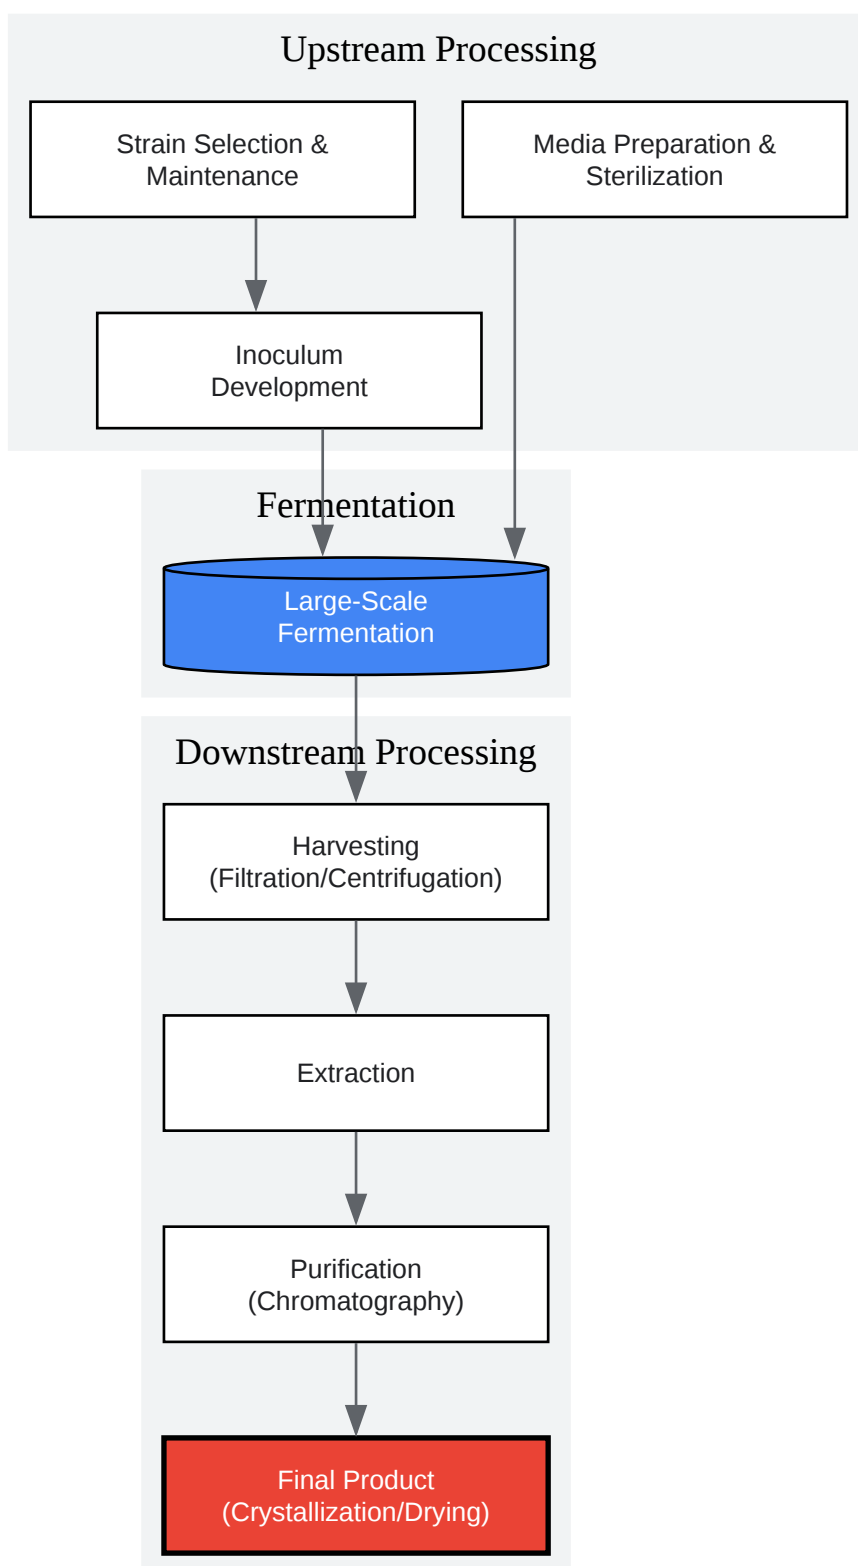 Upstream Processing
Strain Selection &
Maintenance
Media Preparation &
Sterilization
Inoculum
Development
Fermentation
Large-Scale
Fermentation
Downstream Processing
Harvesting
(Filtration/Centrifugation)
Extraction
Purification
(Chromatography)
Final Product
(Crystallization/Drying)